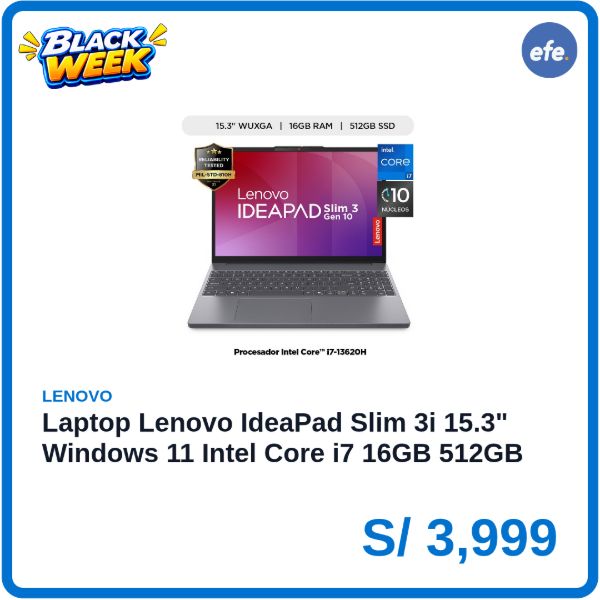 BLACK
WEEK
efe.
15.3" WUXGA | 16GB RAM | 512GB SSD
RELIABILITY
TESTED
MIL-STD-810H
intel.
CORE
i7
Lenovo
IDEAPAD Slim 3
Gen 10
10
NÚCLEOS
Lenovo
Procesador Intel Core™ i7-13620H
LENOVO
Laptop Lenovo IdeaPad Slim 3i 15.3"
Windows 11 Intel Core i7 16GB 512GB
S/ 3,999